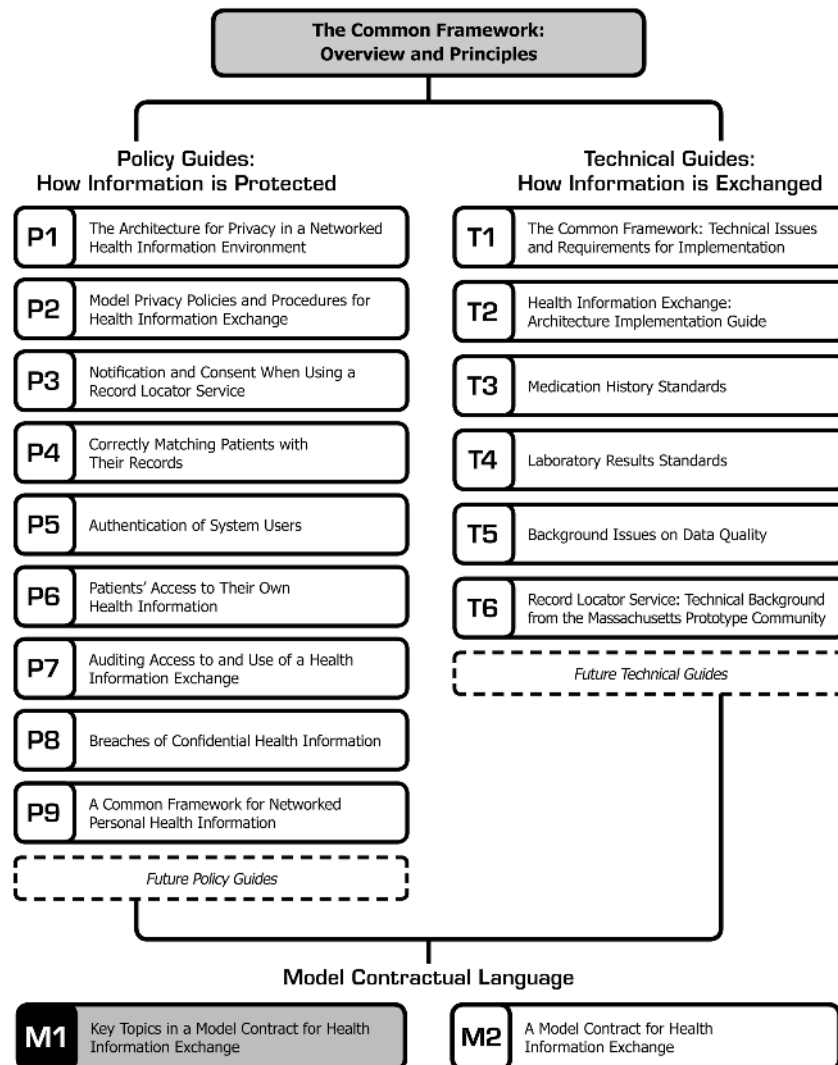 The Common Framework:
Overview and Principles
Policy Guides:
How Information is Protected
P1
The Architecture for Privacy in a Networked
Health Information Environment
P2
Model Privacy Policies and Procedures for
Health Information Exchange
P3
Notification and Consent When Using a
Record Locator Service
P4
Correctly Matching Patients with
Their Records
P5
Authentication of System Users
P6
Patients’ Access to Their Own
Health Information
P7
Auditing Access to and Use of a Health
Information Exchange
P8
Breaches of Confidential Health Information
P9
A Common Framework for Networked
Personal Health Information
Future Policy Guides
Technical Guides:
How Information is Exchanged
T1
The Common Framework: Technical Issues
and Requirements for Implementation
T2
Health Information Exchange:
Architecture Implementation Guide
T3
Medication History Standards
T4
Laboratory Results Standards
T5
Background Issues on Data Quality
T6
Record Locator Service: Technical Background
from the Massachusetts Prototype Community
Future Technical Guides
Model Contractual Language
M1
Key Topics in a Model Contract for Health
Information Exchange
M2
A Model Contract for Health
Information Exchange